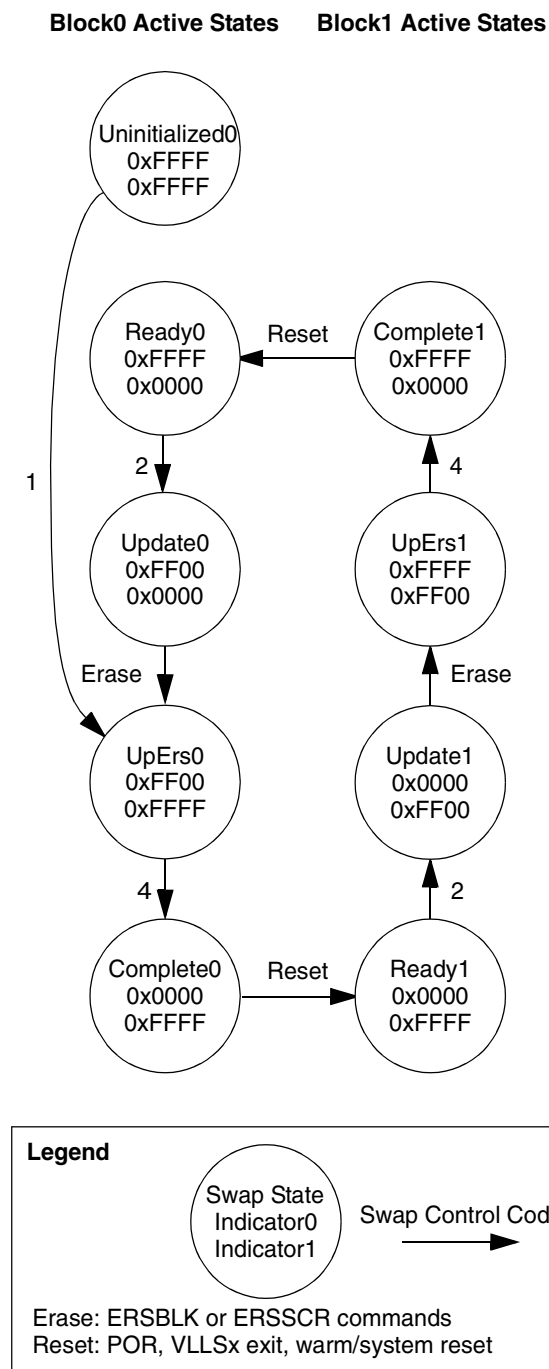 Block0 Active States
Block1 Active States
Uninitialized0
0xFFFF
0xFFFF
Ready0
0xFFFF
0x0000
Reset
Complete1
0xFFFF
0x0000
1
2
4
Update0
0xFF00
0x0000
UpErs1
0xFFFF
0xFF00
Erase
Erase
UpErs0
0xFF00
0xFFFF
Update1
0x0000
0xFF00
4
2
Complete0
0x0000
0xFFFF
Reset
Ready1
0x0000
0xFFFF
Legend
Swap State
Indicator0
Indicator1
Swap Control Cod
Erase: ERSBLK or ERSSCR commands
Reset: POR, VLLSx exit, warm/system reset